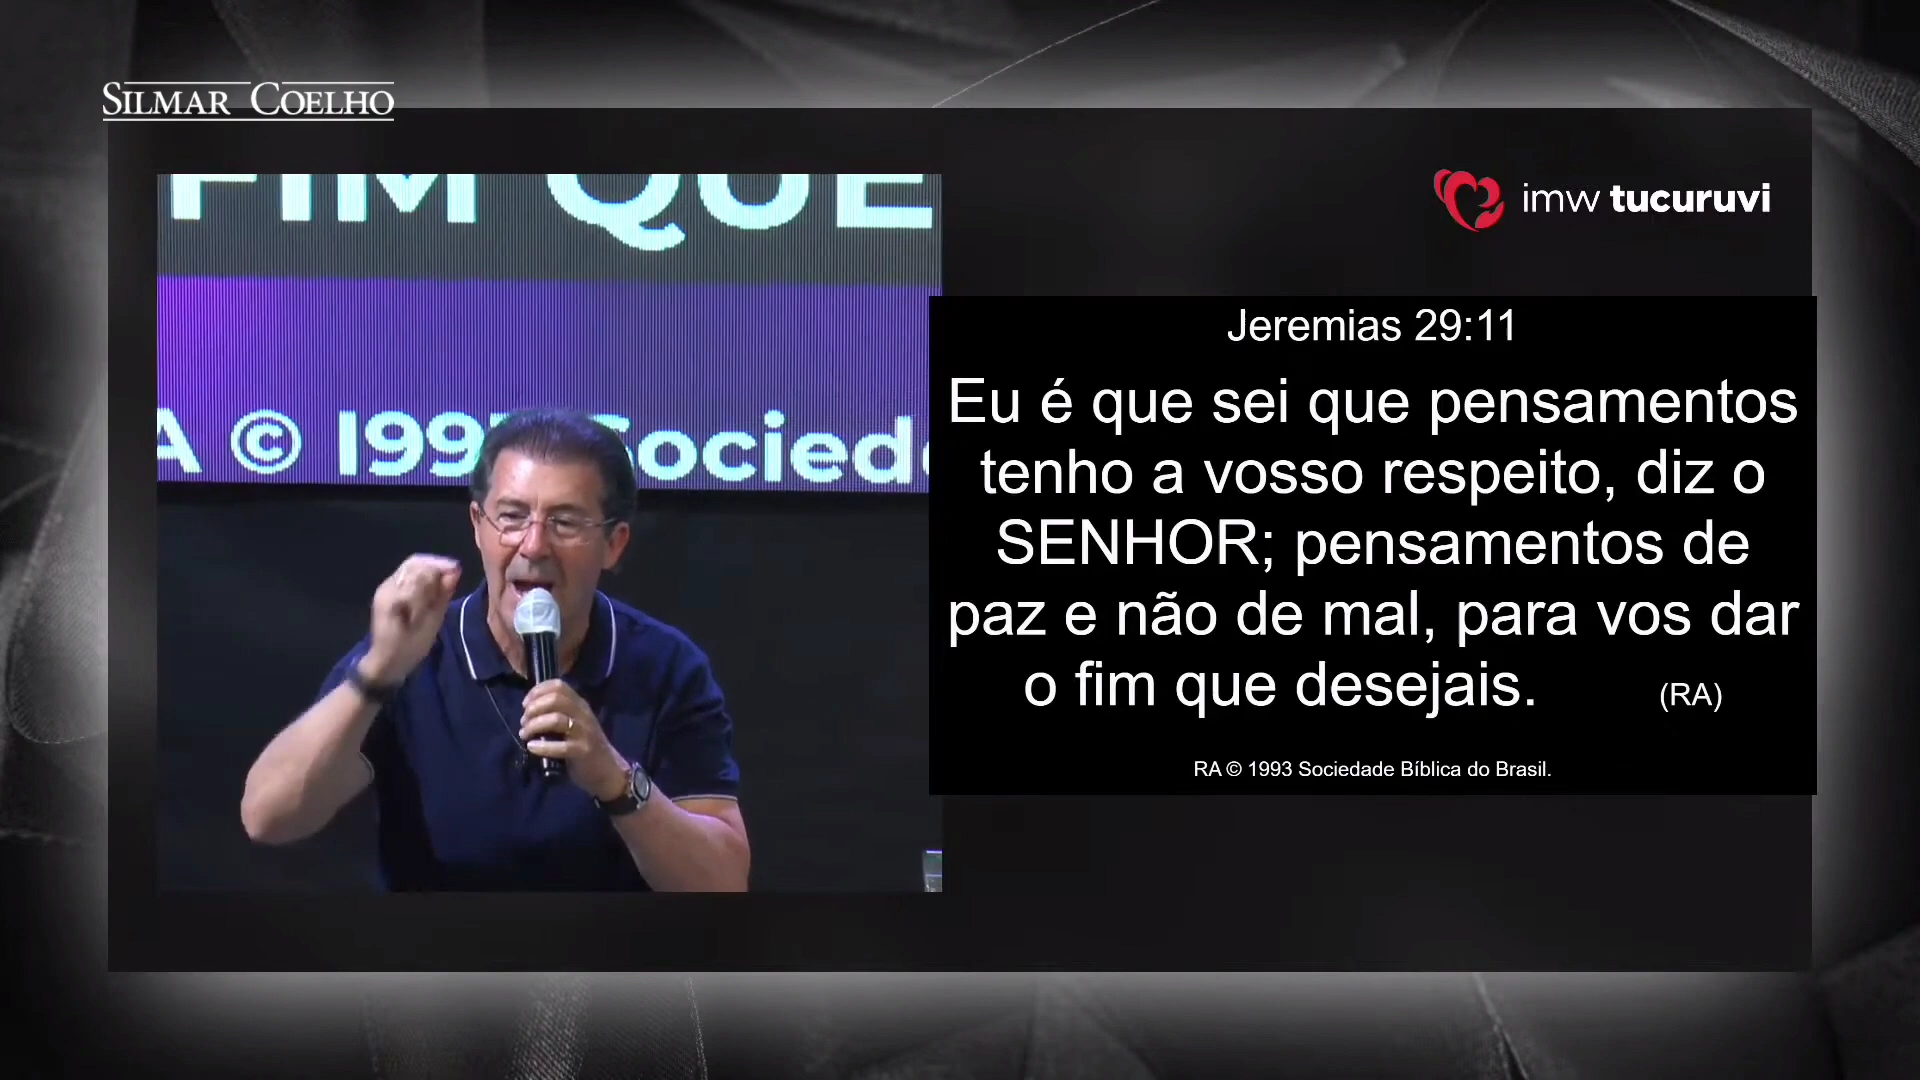 SILMAR COELHO
FIM QUE
A © 199 Socied
imw tucuruvi
Jeremias 29:11
Eu é que sei que pensamentos
tenho a vosso respeito, diz o
SENHOR; pensamentos de
paz e não de mal, para vos dar
o fim que desejais. (RA)
RA © 1993 Sociedade Bíblica do Brasil.